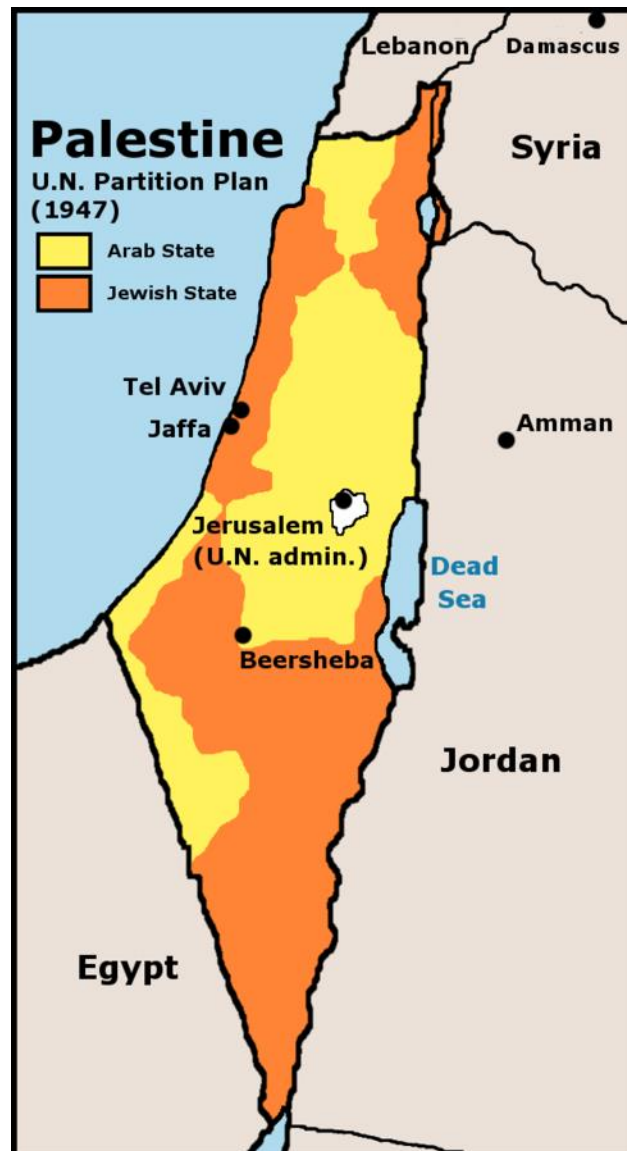 Lebanon
Damascus
Palestine
U.N. Partition Plan
(1947)
Syria
Arab State
Jewish State
Tel Aviv
Jaffa
Amman
Jerusalem
(U.N. admin.)
Dead
Sea
Beersheba
Jordan
Egypt